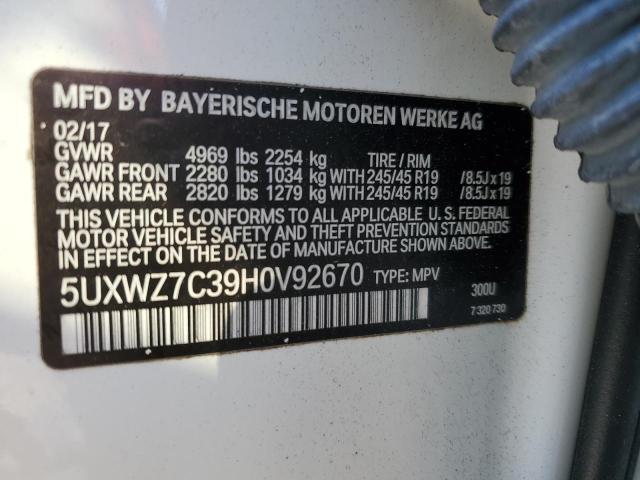 MFD BY BAYERISCHE MOTOREN WERKE AG
02/17
GVWR 4969 lbs 2254 kg TIRE / RIM
GAWR FRONT 2280 lbs 1034 kg WITH 245/45 R19 /8.5J x 19
GAWR REAR 2820 lbs 1279 kg WITH 245/45 R19 /8.5J x 19
THIS VEHICLE CONFORMS TO ALL APPLICABLE U.S. FEDERAL
MOTOR VEHICLE SAFETY AND THEFT PREVENTION STANDARDS
IN EFFECT ON THE DATE OF MANUFACTURE SHOWN ABOVE.
5UXWZ7C39H0V92670 TYPE: MPV
300U
7 320 730